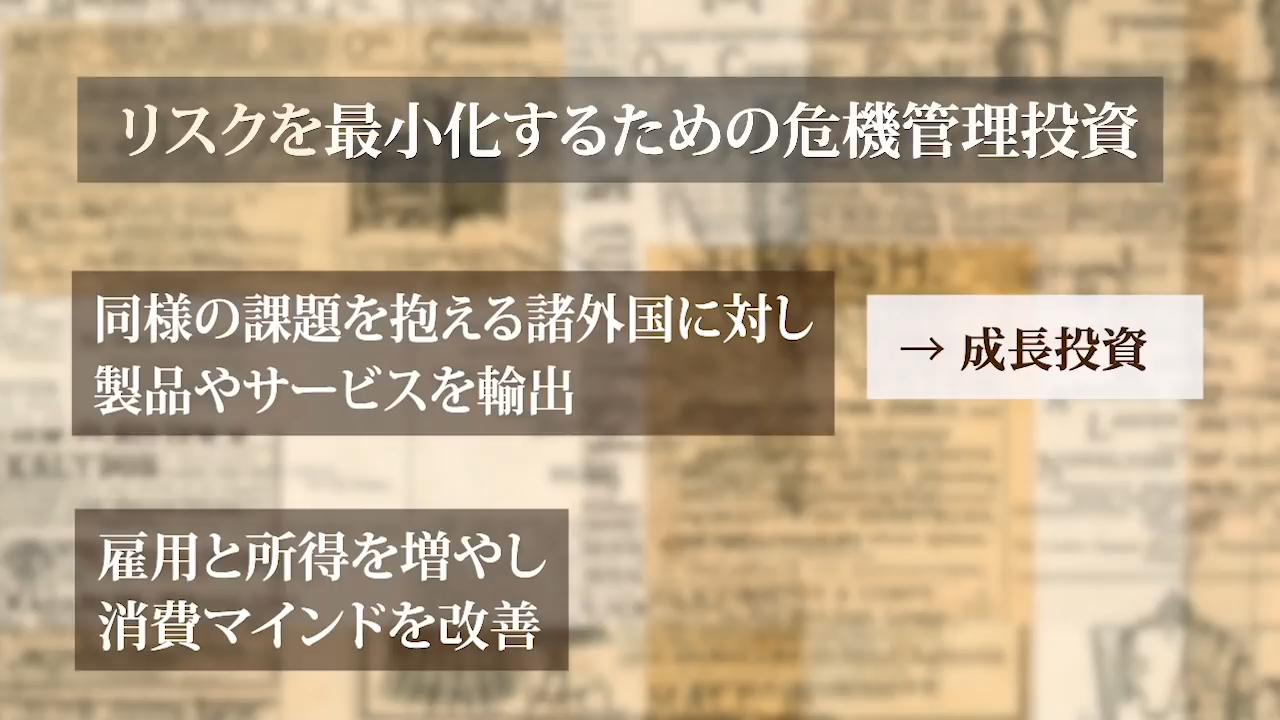 リスクを最小化するための危機管理投資
同様の課題を抱える諸外国に対し
製品やサービスを輸出
→ 成長投資
雇用と所得を増やし
消費マインドを改善